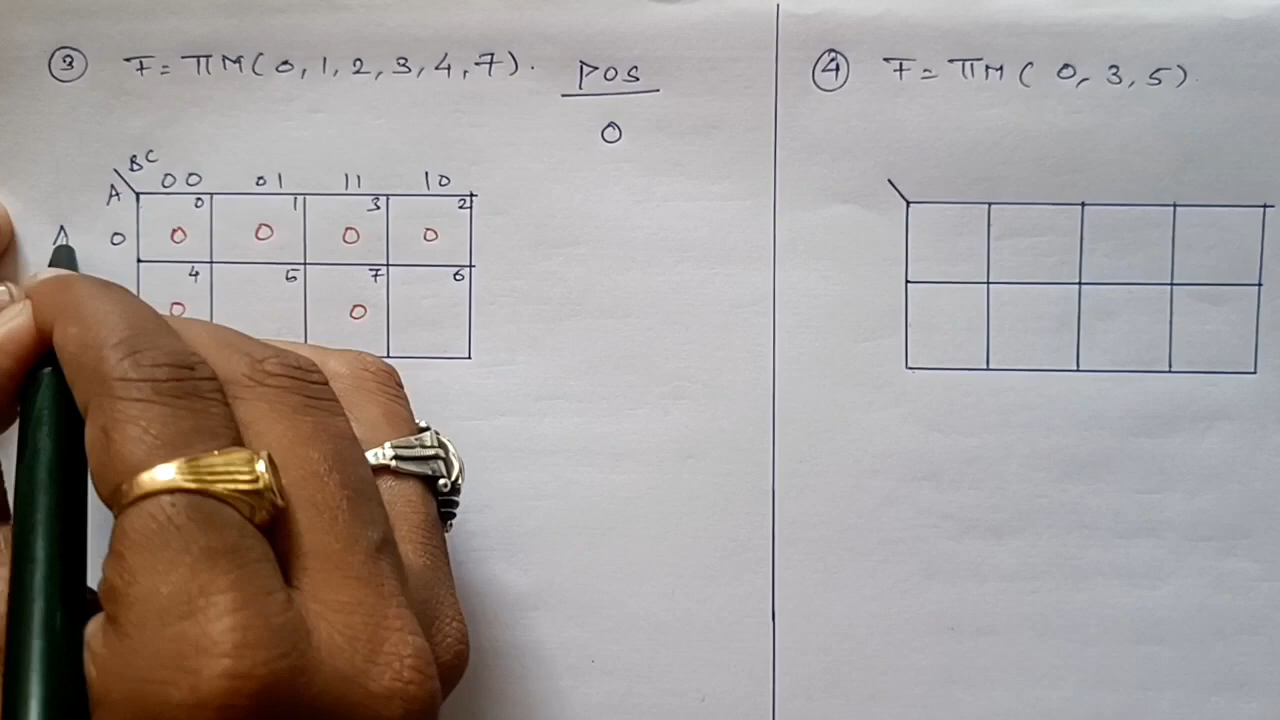 ③ F = ΠM(0, 1, 2, 3, 4, 7). POS
0
BC
A 00 01 11 10
0 1 3 2
A 0 0 0 0 0
4 5 7 6
0 0
④ F = ΠM( 0, 3, 5).